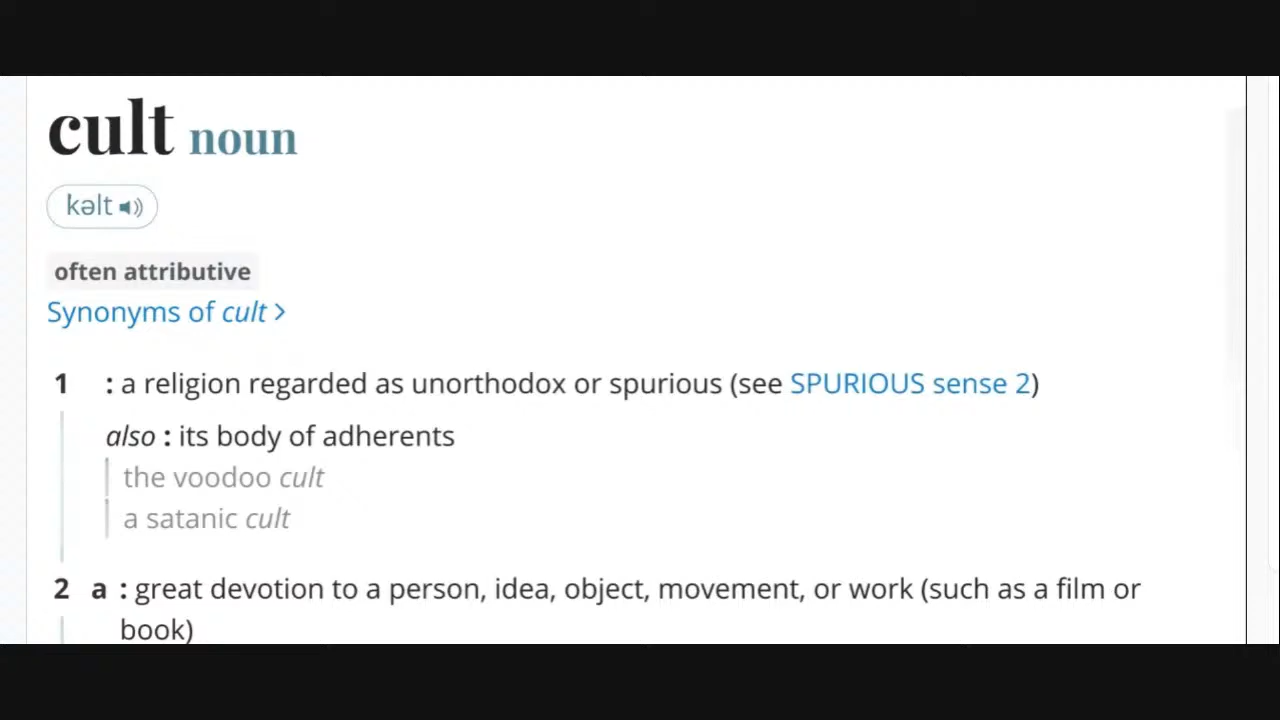 cult noun
kəlt
often attributive
Synonyms of cult >
1 : a religion regarded as unorthodox or spurious (see SPURIOUS sense 2)
also : its body of adherents
the voodoo cult
a satanic cult
2 a : great devotion to a person, idea, object, movement, or work (such as a film or
book)